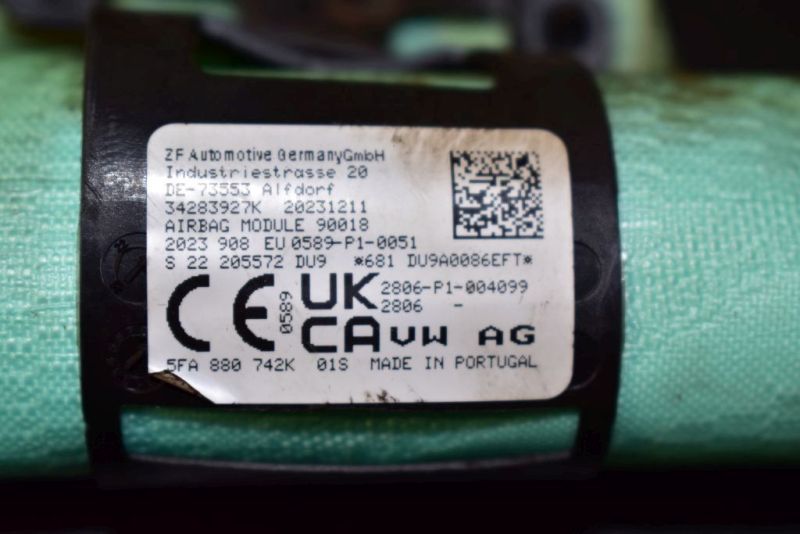 ZF Automotive GermanyGmbH
Industriestrasse 20
DE-73553 Alfdorf
34283927K 20231211
AIRBAG MODULE 90018
2023 908 EU 0589-P1-0051
S 22 205572 DU9 *681 DU9A0086EFT*
CE 0589 UKCA 2806-P1-004099
2806 -
VW AG
5FA 880 742K 01S MADE IN PORTUGAL